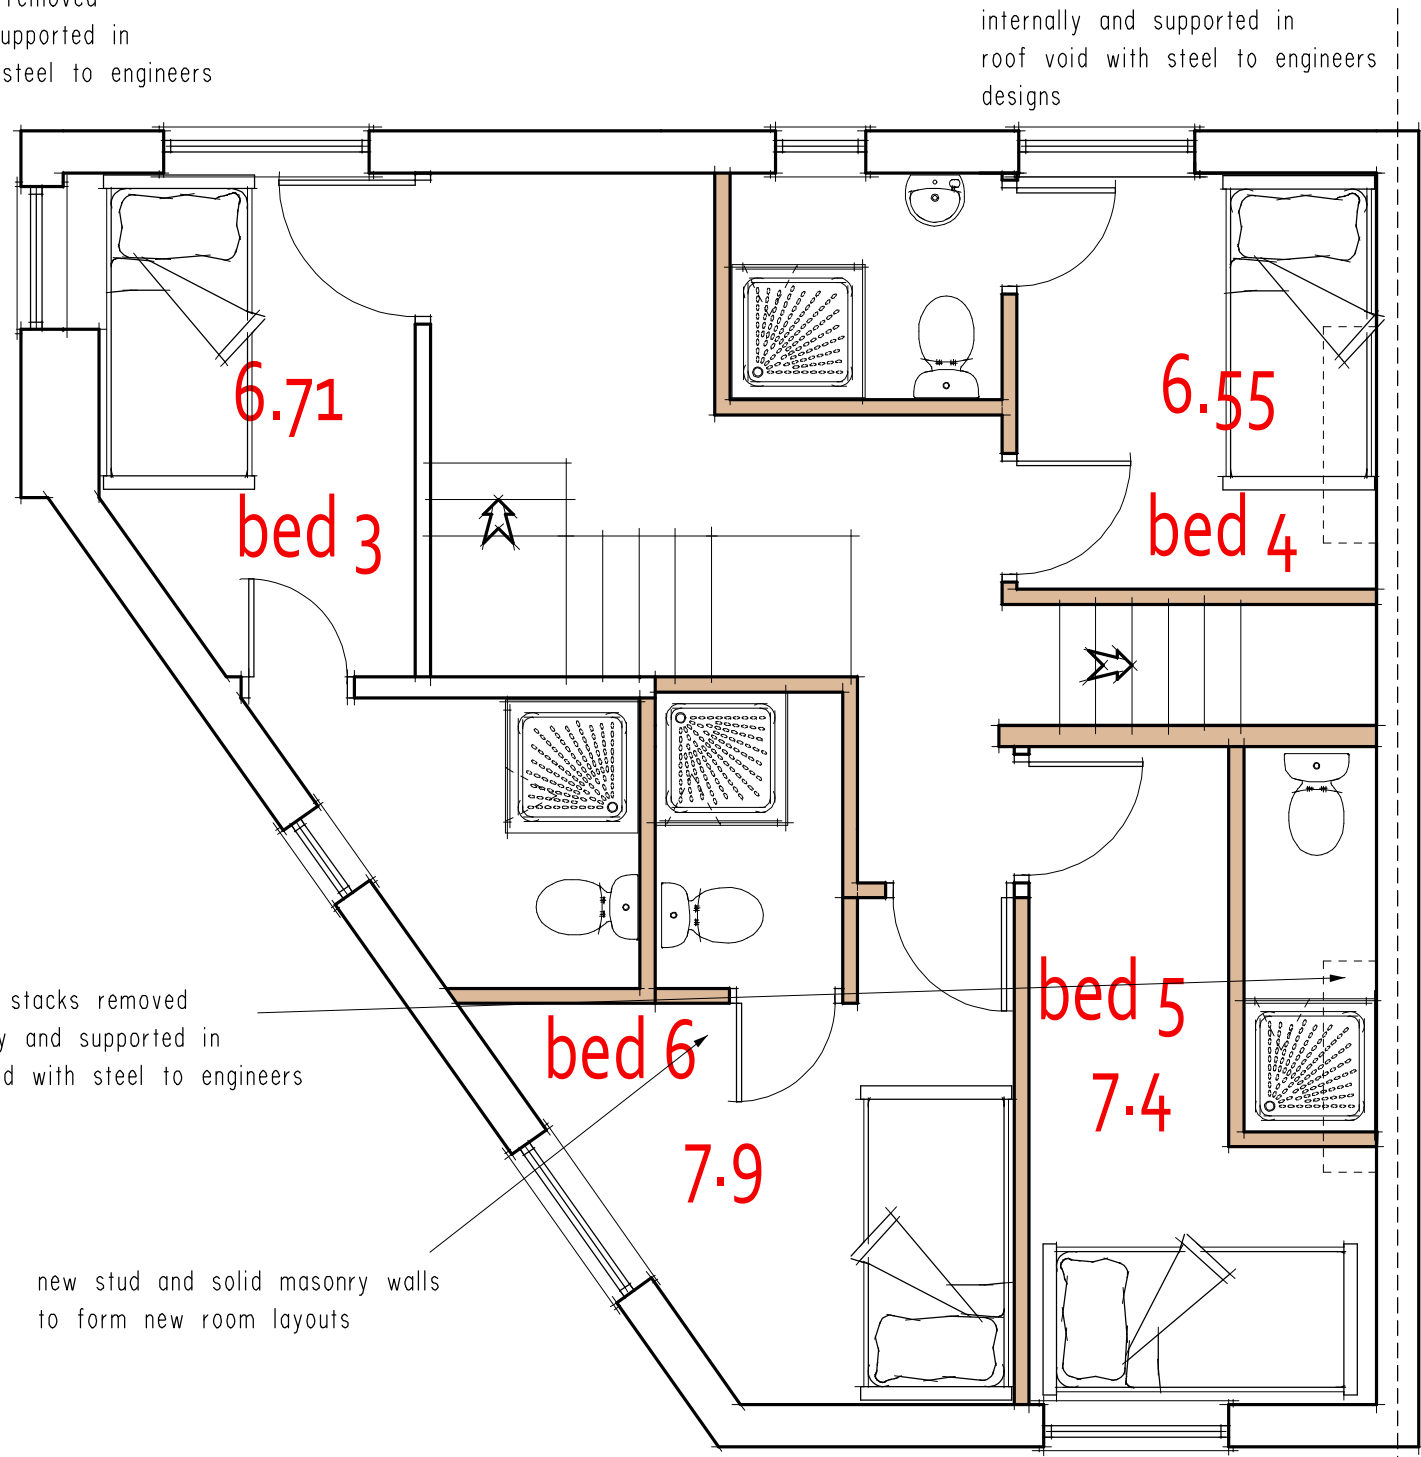 removed
supported in
steel to engineers
internally and supported in
roof void with steel to engineers
designs
6.71
bed 3
6.55
bed 4
stacks removed
and supported in
with steel to engineers
bed 6
7.9
bed 5
7.4
new stud and solid masonry walls
to form new room layouts